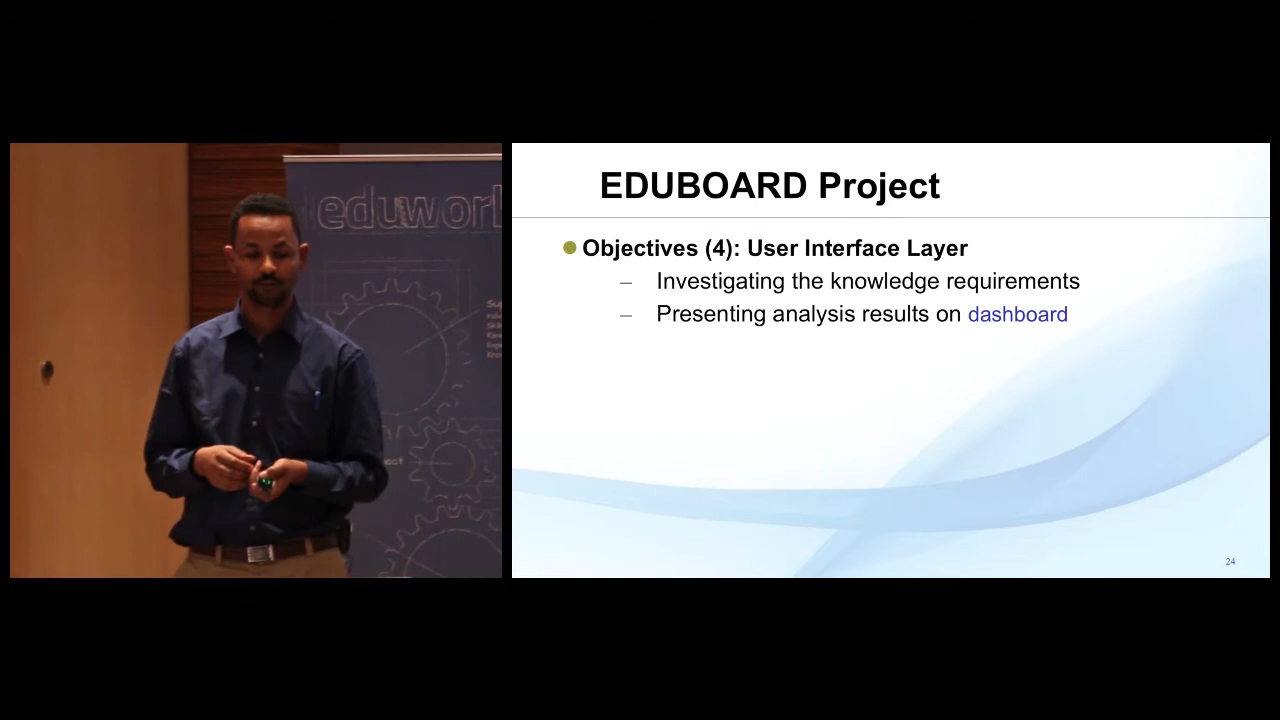 eduwor
EDUBOARD Project
Objectives (4): User Interface Layer
– Investigating the knowledge requirements
– Presenting analysis results on dashboard
24